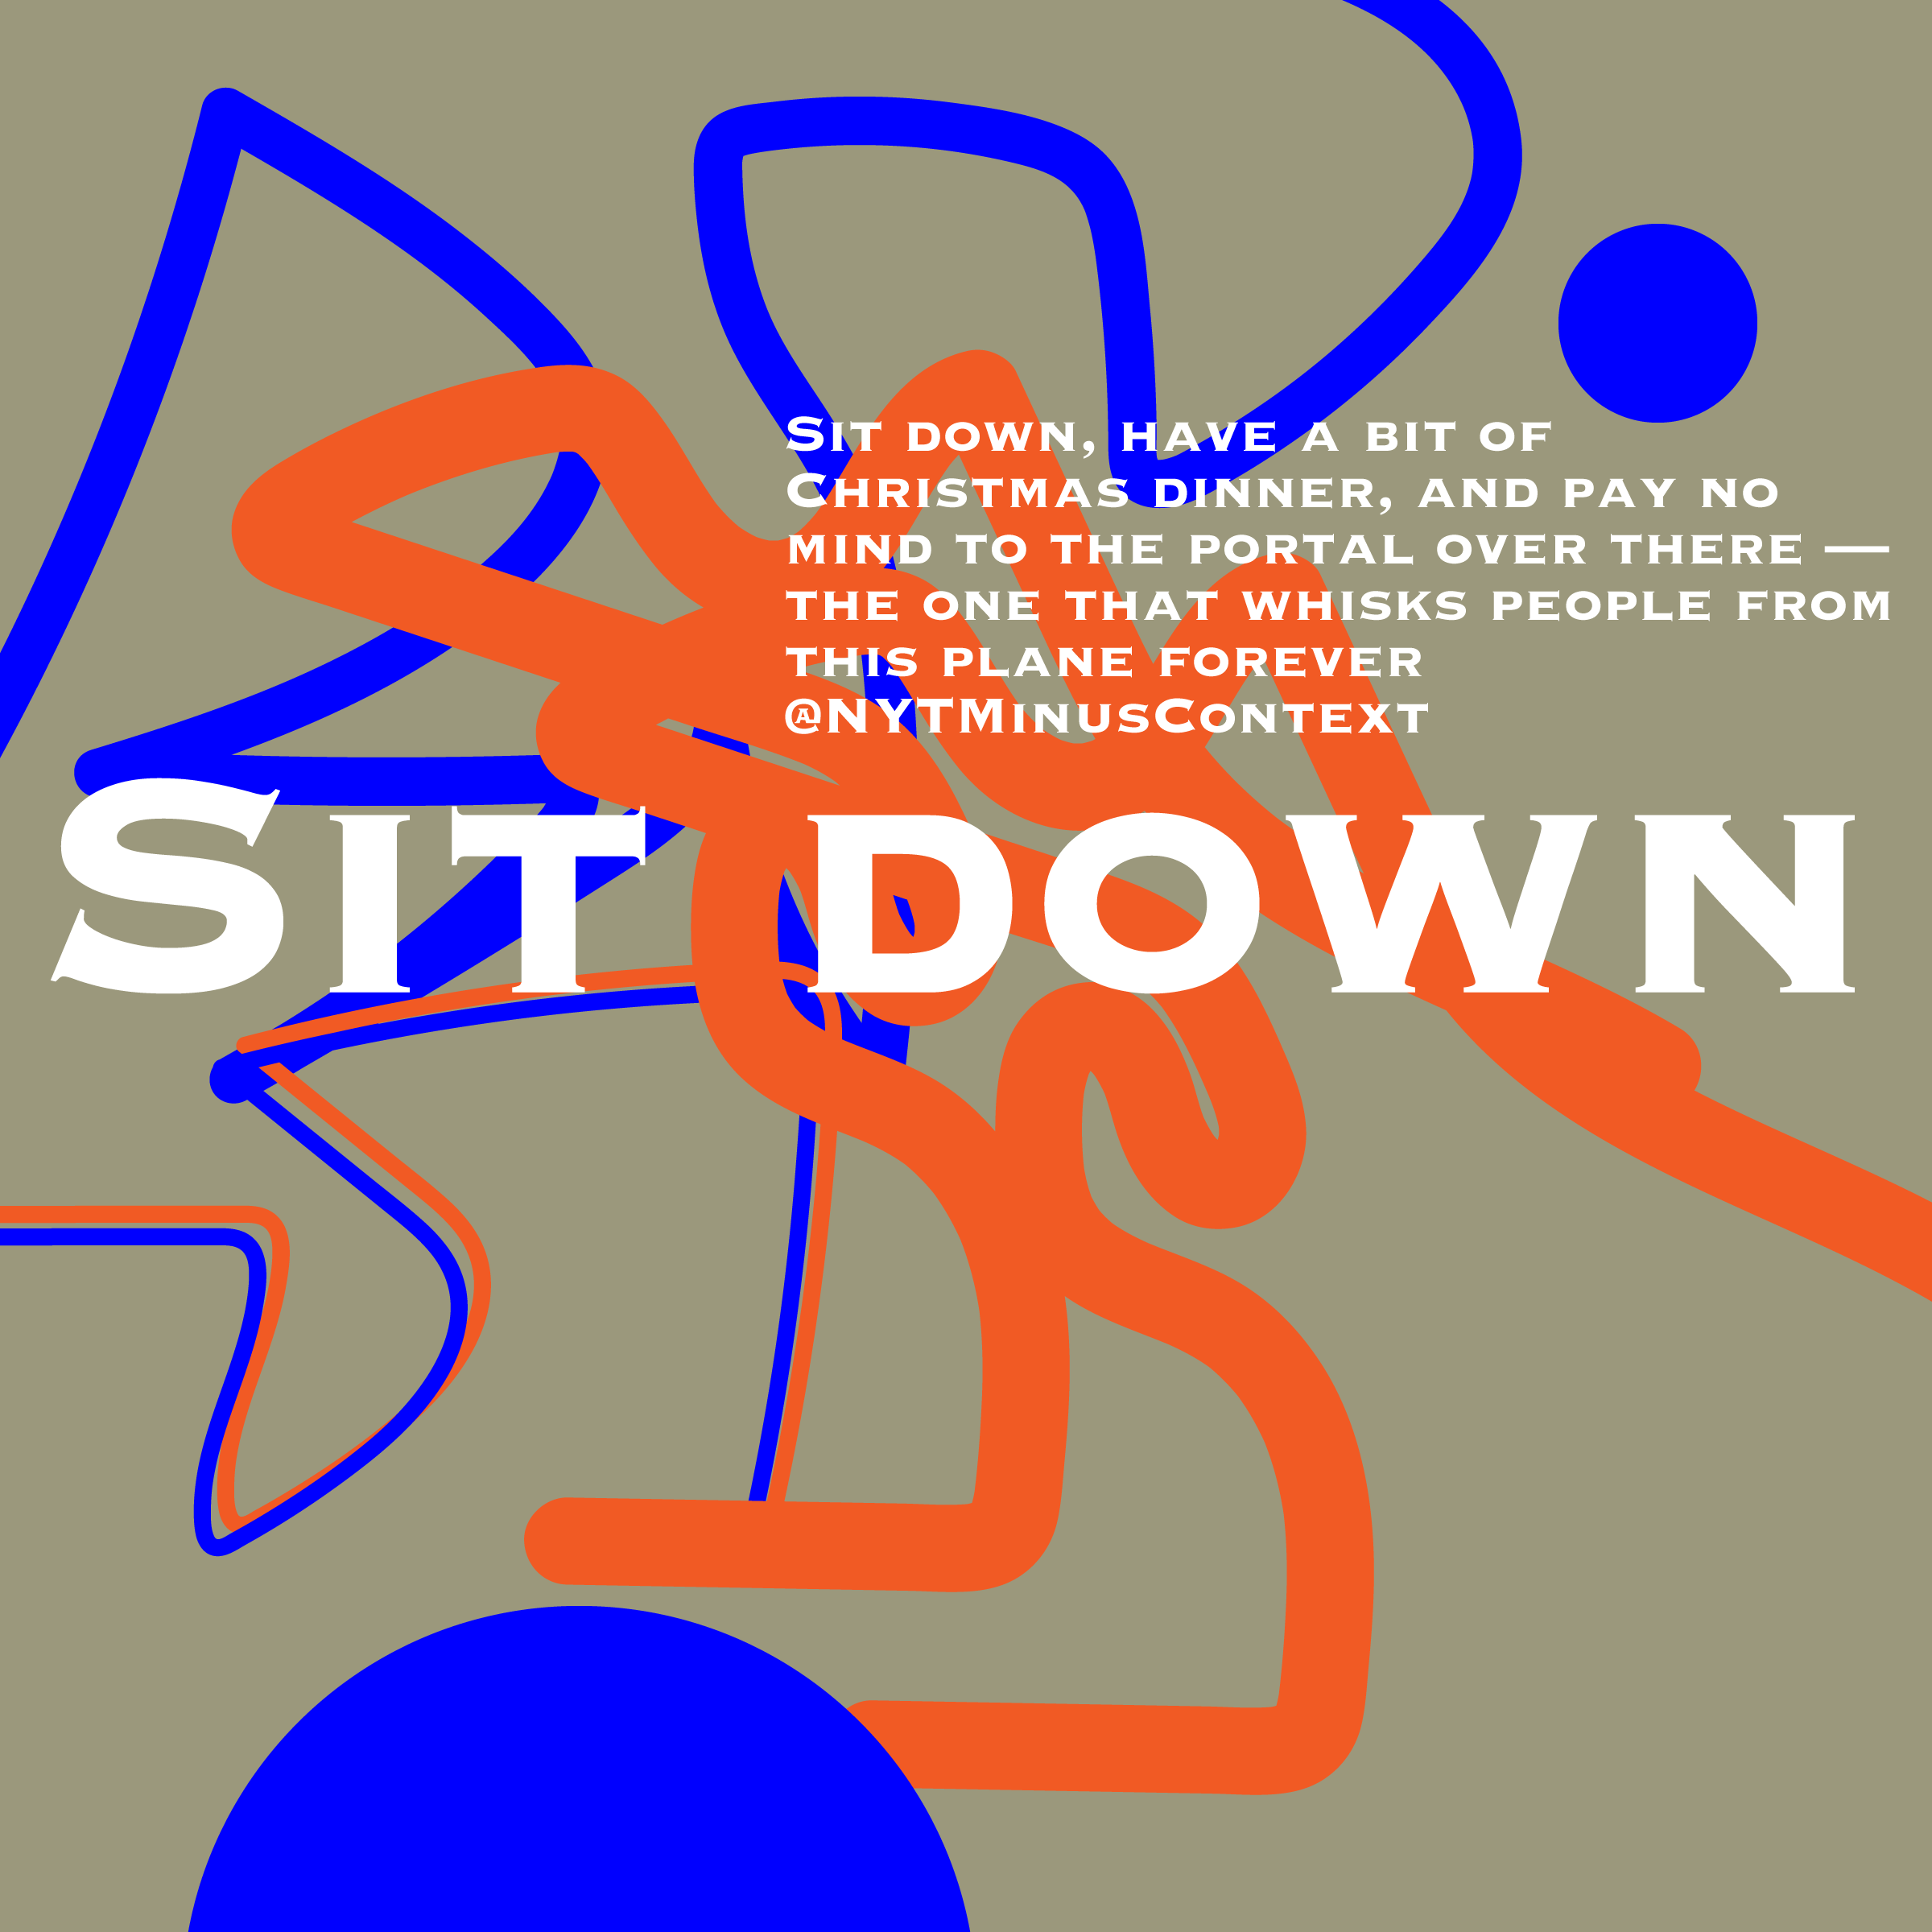 Sit down, have a bit of
Christmas dinner, and pay no
mind to the portal over there —
the one that whisks people from
this plane forever
@NYTMinusContext
Sit down